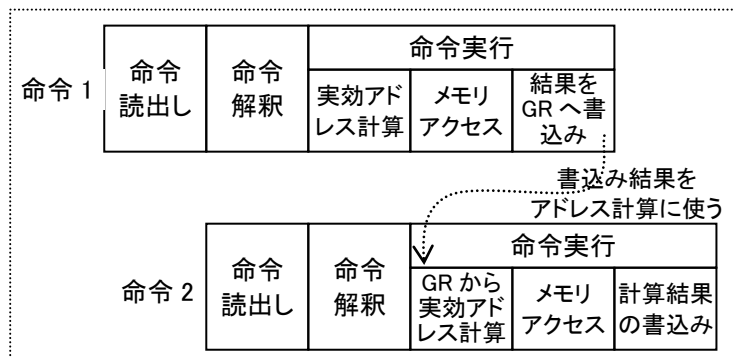 命令実行
命令 1
命令
読出し
命令
解釈
実効アド
レス計算
メモリ
アクセス
結果を
GR へ書
込み
書込み結果を
アドレス計算に使う
命令実行
命令 2
命令
読出し
命令
解釈
GR から
実効アド
レス計算
メモリ
アクセス
計算結果
の書込み